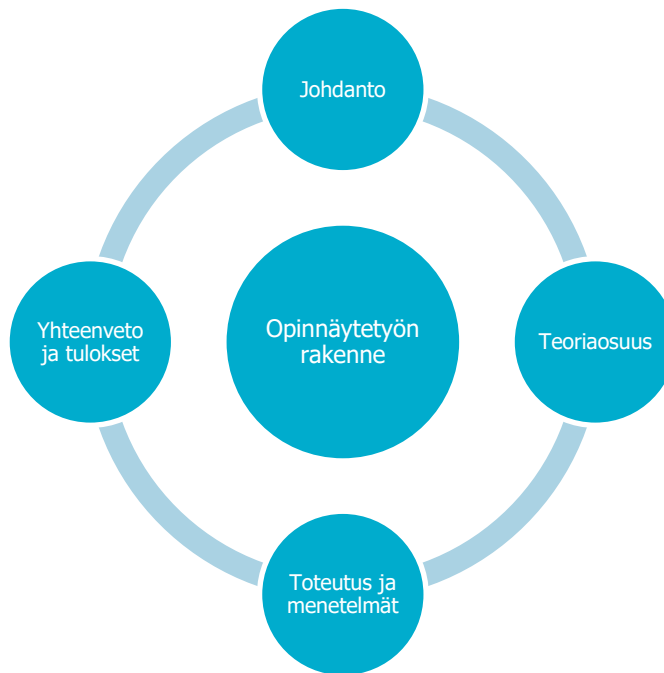 Johdanto
Opinnäytetyön
rakenne
Teoriaosuus
Toteutus ja
menetelmät
Yhteenveto
ja tulokset